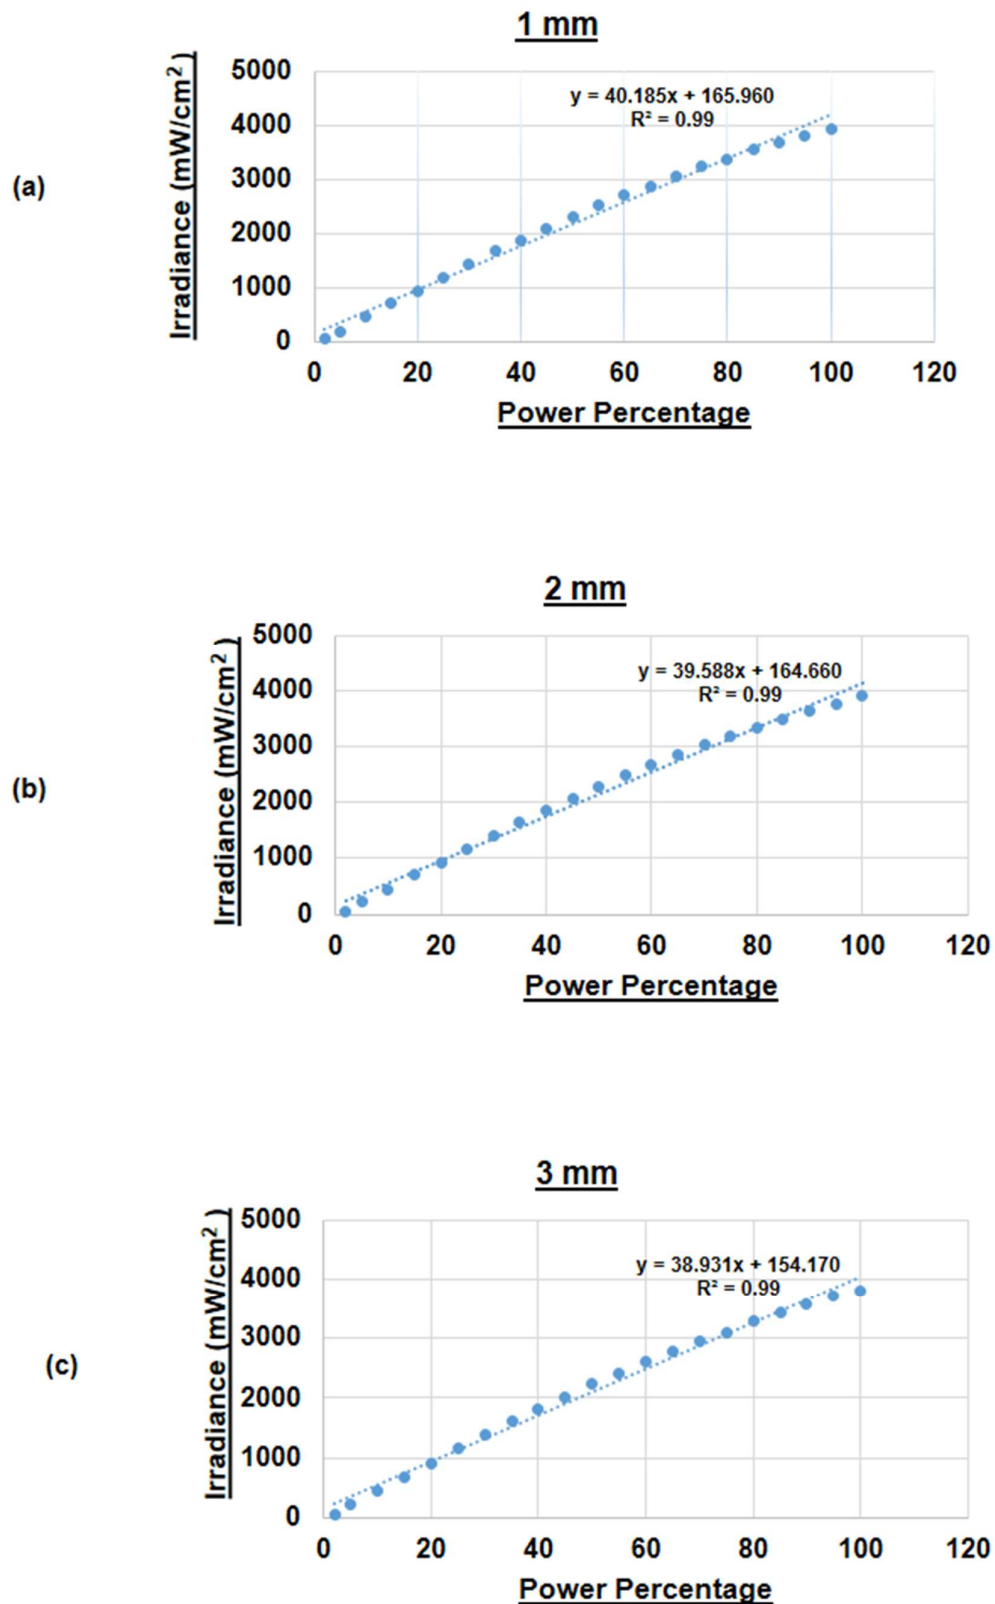 1 mm
(a)
Irradiance (mW/cm²)
5000
4000
3000
2000
1000
0
y = 40.185x + 165.960
R² = 0.99
0 20 40 60 80 100 120
Power Percentage
2 mm
(b)
Irradiance (mW/cm²)
5000
4000
3000
2000
1000
0
y = 39.588x + 164.660
R² = 0.99
0 20 40 60 80 100 120
Power Percentage
3 mm
(c)
Irradiance (mW/cm²)
5000
4000
3000
2000
1000
0
y = 38.931x + 154.170
R² = 0.99
0 20 40 60 80 100 120
Power Percentage